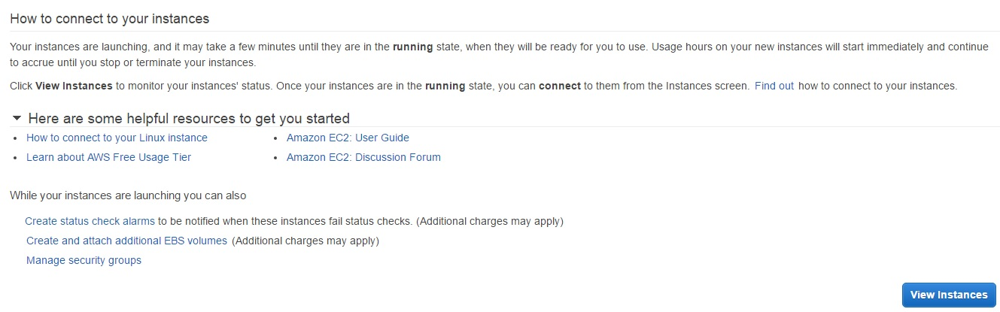 How to connect to your instances
Your instances are launching, and it may take a few minutes until they are in the running state, when they will be ready for you to use. Usage hours on your new instances will start immediately and continue
to accrue until you stop or terminate your instances.
Click View Instances to monitor your instances' status. Once your instances are in the running state, you can connect to them from the Instances screen. Find out how to connect to your instances.
Here are some helpful resources to get you started
• How to connect to your Linux instance • Amazon EC2: User Guide
• Learn about AWS Free Usage Tier • Amazon EC2: Discussion Forum
While your instances are launching you can also
Create status check alarms to be notified when these instances fail status checks. (Additional charges may apply)
Create and attach additional EBS volumes (Additional charges may apply)
Manage security groups
View Instances